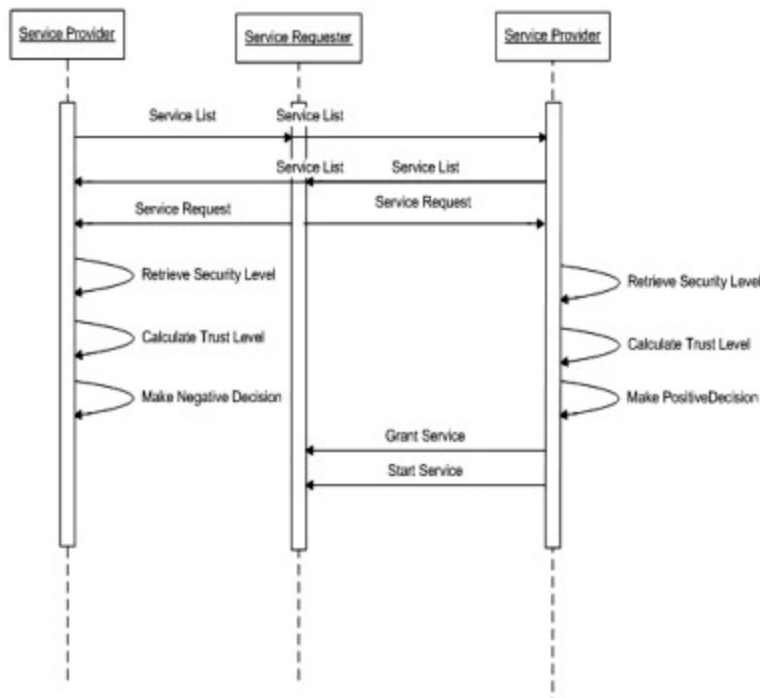 Service Provider
Service Requester
Service Provider
Service List
Service List
Service List
Service List
Service Request
Service Request
Retrieve Security Level
Retrieve Security Level
Calculate Trust Level
Calculate Trust Level
Make Negative Decision
Make PositiveDecision
Grant Service
Start Service